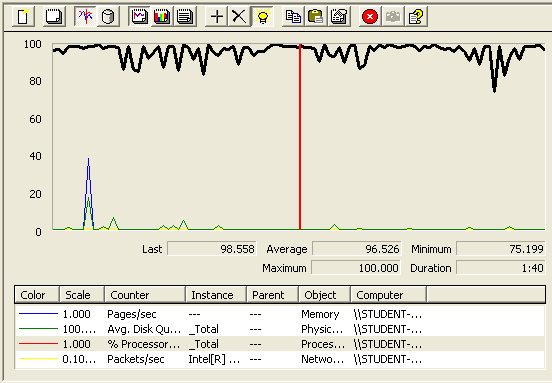 100
80
60
40
20
0
Last 98.558 Average 96.526 Minimum 75.199
Maximum 100.000 Duration 1:40
Color Scale Counter Instance Parent Object Computer
1.000 Pages/sec --- --- Memory \\STUDENT-...
100.... Avg. Disk Qu... _Total --- Physic... \\STUDENT-...
1.000 % Processor... _Total --- Proces... \\STUDENT-...
0.10... Packets/sec Intel[R] ... --- Netwo... \\STUDENT-...